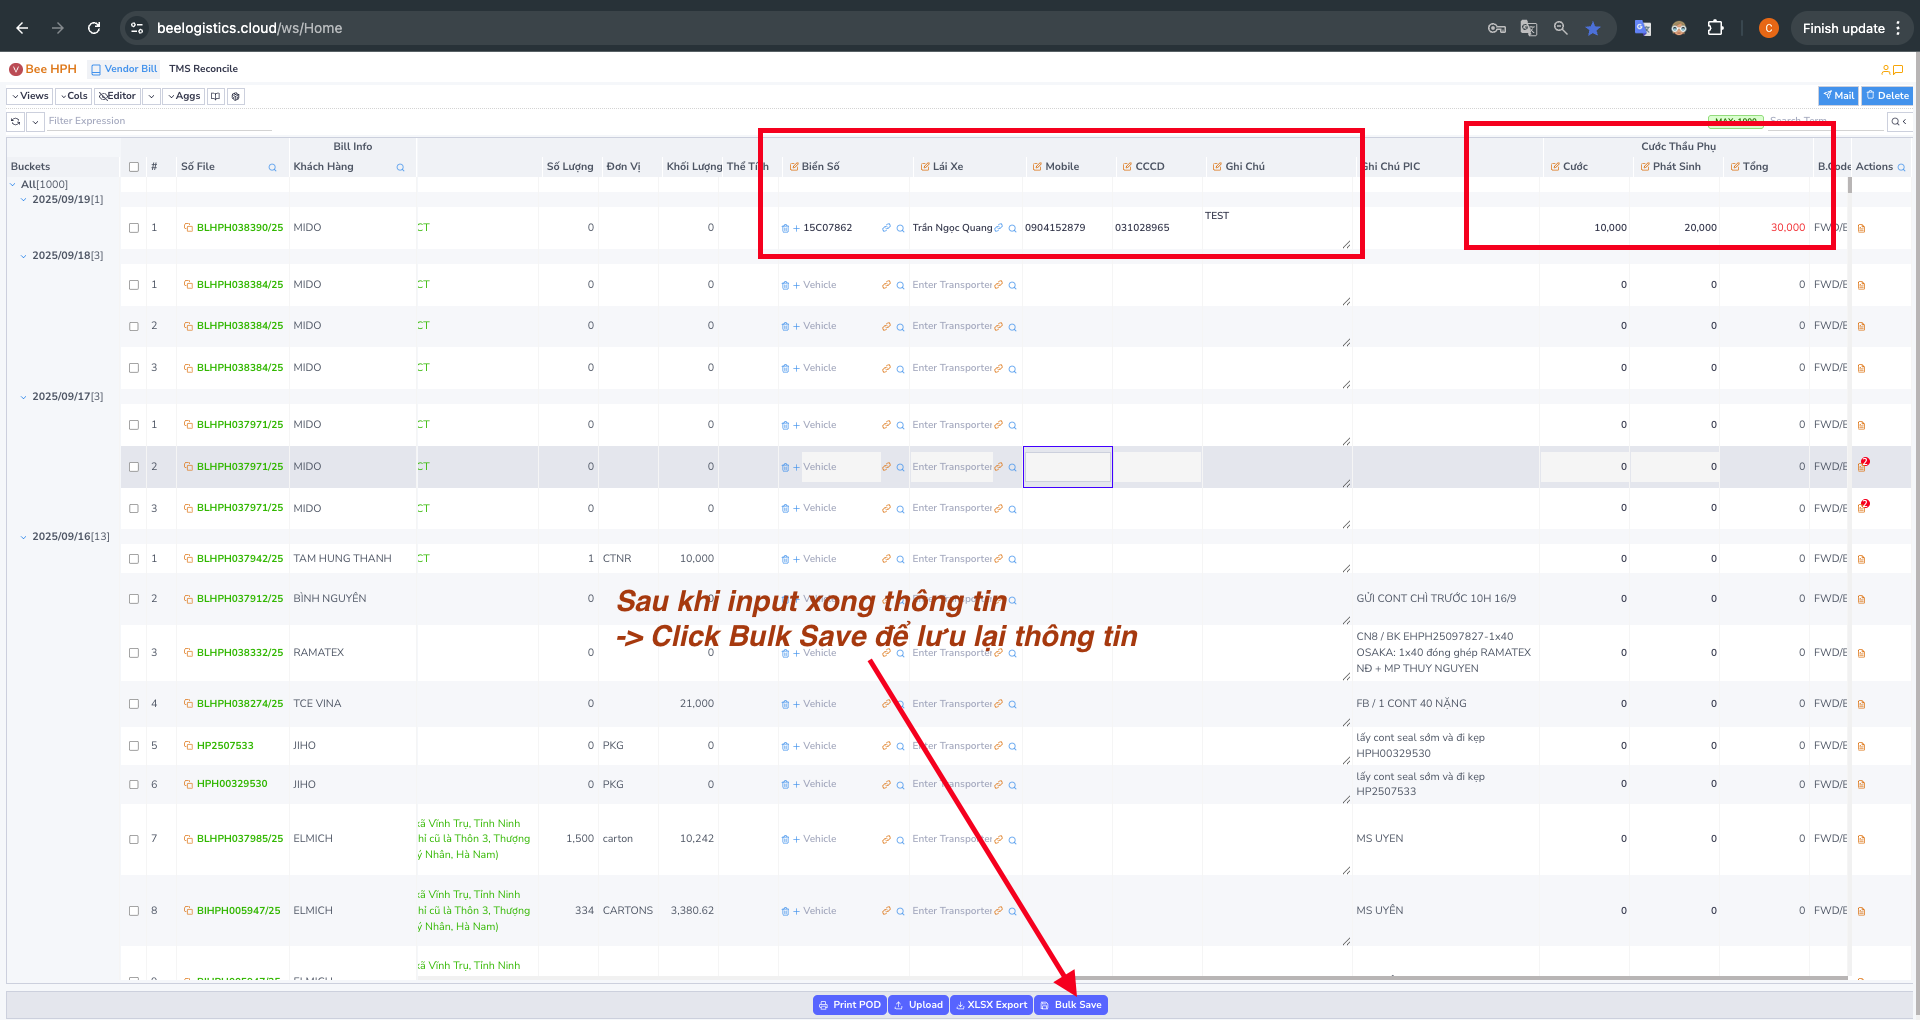 beelogistics.cloud/ws/Home
C
Finish update
V Bee HPH Vendor Bill TMS Reconcile
Views Cols Editor Aggs
Mail Delete
Filter Expression
MAX: 1000 Search Term
Bill Info Cước Thầu Phụ
Buckets # Số File Khách Hàng Số Lượng Đơn Vị Khối Lượng Thể Tích Biển Số Lái Xe Mobile CCCD Ghi Chú Ghi Chú PIC Cước Phát Sinh Tổng B.Code Actions
All[1000]
2025/09/19[1]
1 BLHPH038390/25 MIDO CT 0 0 15C07862 Trần Ngọc Quang 0904152879 031028965 TEST 10,000 20,000 30,000 FWD/E
2025/09/18[3]
1 BLHPH038384/25 MIDO CT 0 0 Vehicle Enter Transporter 0 0 0 FWD/E
2 BLHPH038384/25 MIDO CT 0 0 Vehicle Enter Transporter 0 0 0 FWD/E
3 BLHPH038384/25 MIDO CT 0 0 Vehicle Enter Transporter 0 0 0 FWD/E
2025/09/17[3]
1 BLHPH037971/25 MIDO CT 0 0 Vehicle Enter Transporter 0 0 0 FWD/E
2 BLHPH037971/25 MIDO CT 0 0 Vehicle Enter Transporter 0 0 0 FWD/E 2
3 BLHPH037971/25 MIDO CT 0 0 Vehicle Enter Transporter 0 0 0 FWD/E 2
2025/09/16[13]
1 BLHPH037942/25 TAM HUNG THANH CT 1 CTNR 10,000 Vehicle Enter Transporter 0 0 0 FWD/E
2 BLHPH037912/25 BÌNH NGUYÊN 0 0 GỬI CONT CHÌ TRƯỚC 10H 16/9 0 0 0 FWD/E
Sau khi input xong thông tin
-> Click Bulk Save để lưu lại thông tin
3 BLHPH038332/25 RAMATEX 0 0 Vehicle Enter Transporter 0 0 0 FWD/E
CN8 / BK EHPH25097827-1x40
OSAKA: 1x40 đóng ghép RAMATEX
NĐ + MP THUY NGUYEN
4 BLHPH038274/25 TCE VINA 0 21,000 Vehicle Enter Transporter FB / 1 CONT 40 NẶNG 0 0 0 FWD/E
5 HP2507533 JIHO 0 PKG 0 Vehicle Enter Transporter 0 0 0 FWD/E
lấy cont seal sớm và đi kẹp
HPH00329530
6 HPH00329530 JIHO 0 PKG 0 Vehicle Enter Transporter 0 0 0 FWD/E
lấy cont seal sớm và đi kẹp
HP2507533
xã Vĩnh Trụ, Tỉnh Ninh
hỉ cũ là Thôn 3, Thượng
ý Nhân, Hà Nam)
7 BLHPH037985/25 ELMICH 1,500 carton 10,242 Vehicle Enter Transporter MS UYEN 0 0 0 FWD/E
xã Vĩnh Trụ, Tỉnh Ninh
hỉ cũ là Thôn 3, Thượng
ý Nhân, Hà Nam)
8 BIHPH005947/25 ELMICH 334 CARTONS 3,380.62 Vehicle Enter Transporter MS UYÊN 0 0 0 FWD/E
xã Vĩnh Trụ, Tỉnh Ninh
Print POD Upload XLSX Export Bulk Save